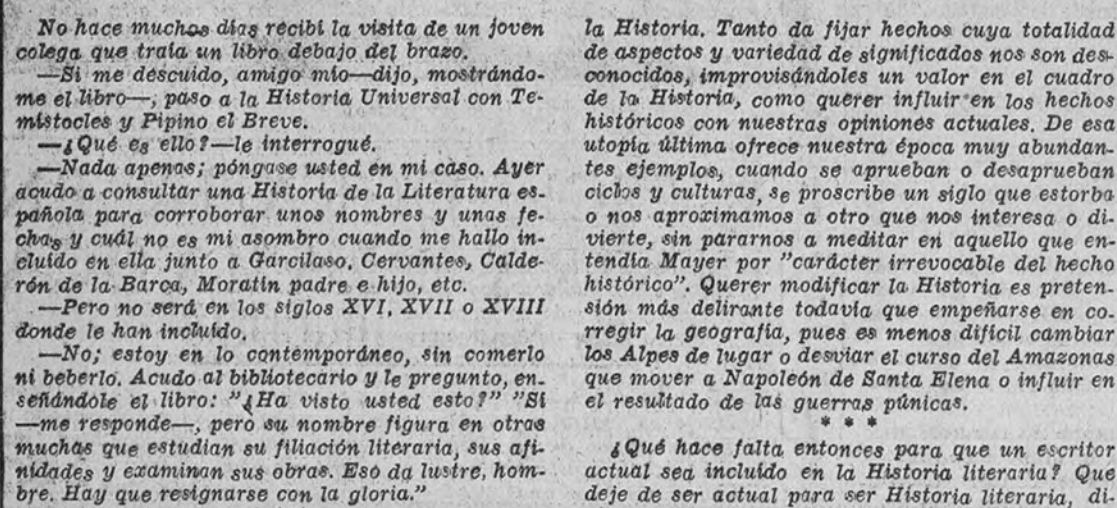 No hace muchos días recibí la visita de un joven
colega que traía un libro debajo del brazo.
—Si me descuido, amigo mío—dijo, mostrándo-
me el libro—, paso a la Historia Universal con Te-
místocles y Pipino el Breve.
—¿Qué es ello?—le interrogué.
—Nada apenas; póngase usted en mi caso. Ayer
acudo a consultar una Historia de la Literatura es-
pañola para corroborar unos nombres y unas fe-
chas y cuál no es mi asombro cuando me hallo in-
cluído en ella junto a Garcilaso, Cervantes, Calde-
rón de la Barca, Moratín padre e hijo, etc.
—Pero no será en los siglos XVI, XVII o XVIII
donde le han incluído.
—No; estoy en lo contemporáneo, sin comerlo
ni beberlo. Acudo al bibliotecario y le pregunto, en-
señándole el libro: "¿Ha visto usted esto?" "Sí
—me responde—, pero su nombre figura en otras
muchas que estudian su filiación literaria, sus afi-
nidades y examinan sus obras. Eso da lustre, hom-
bre. Hay que resignarse con la gloria."
la Historia. Tanto da fijar hechos cuya totalidad
de aspectos y variedad de significados nos son des-
conocidos, improvisándoles un valor en el cuadro
de la Historia, como querer influir en los hechos
históricos con nuestras opiniones actuales. De esa
utopía última ofrece nuestra época muy abundan-
tes ejemplos, cuando se aprueban o desaprueban
ciclos y culturas, se proscribe un siglo que estorba
o nos aproximamos a otro que nos interesa o di-
vierte, sin pararnos a meditar en aquello que en-
tendía Mayer por "carácter irrevocable del hecho
histórico". Querer modificar la Historia es preten-
sión más delirante todavía que empeñarse en co-
rregir la geografía, pues es menos difícil cambiar
los Alpes de lugar o desviar el curso del Amazonas
que mover a Napoleón de Santa Elena o influir en
el resultado de las guerras púnicas.
* * *
¿Qué hace falta entonces para que un escritor
actual sea incluído en la Historia literaria? Que
deje de ser actual para ser Historia literaria, di-